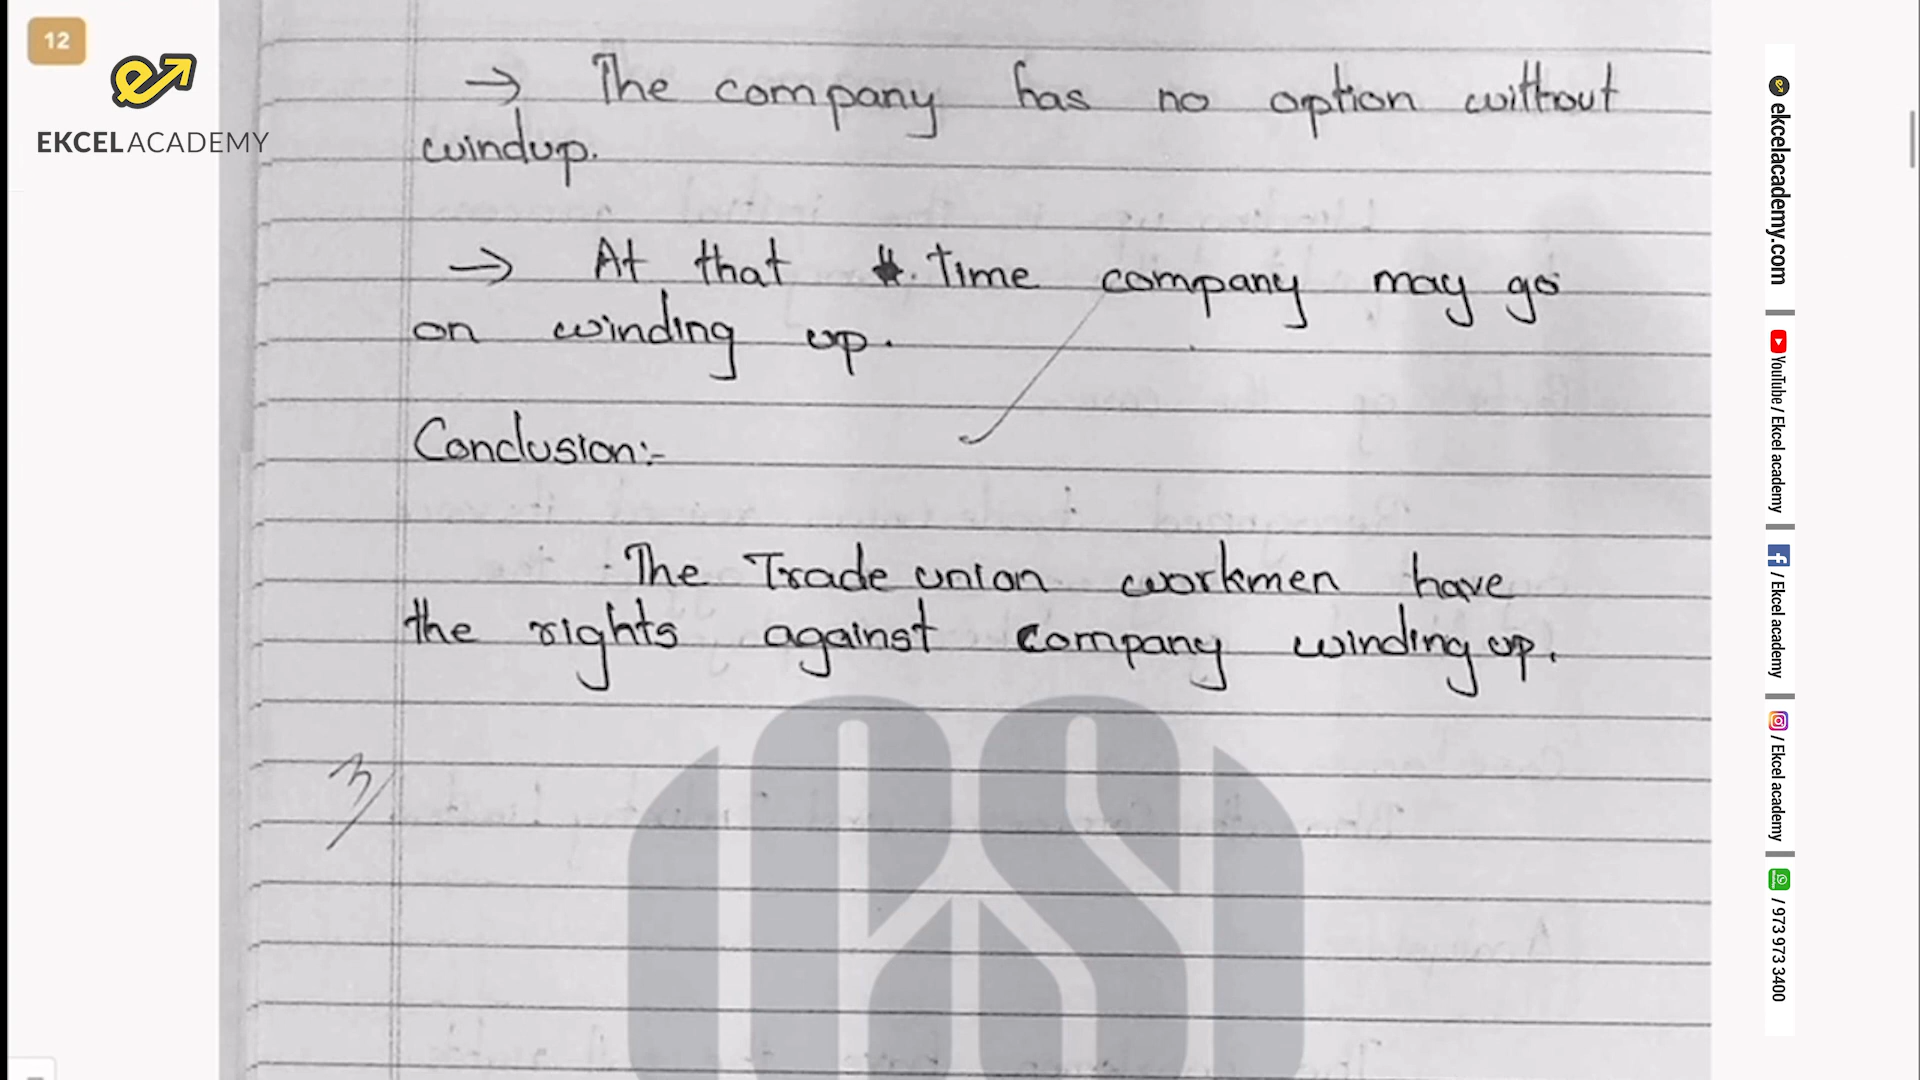 12
EKCELACADEMY
→ The company has no option without
windup.
→ At that time company may go
on winding up.
Conclusion:-
The Trade union workmen have
the rights against company winding up.
3/
ekcelacademy.com
YouTube / Ekcel academy
/ Ekcel academy
/ Ekcel academy
/ 973 973 3400